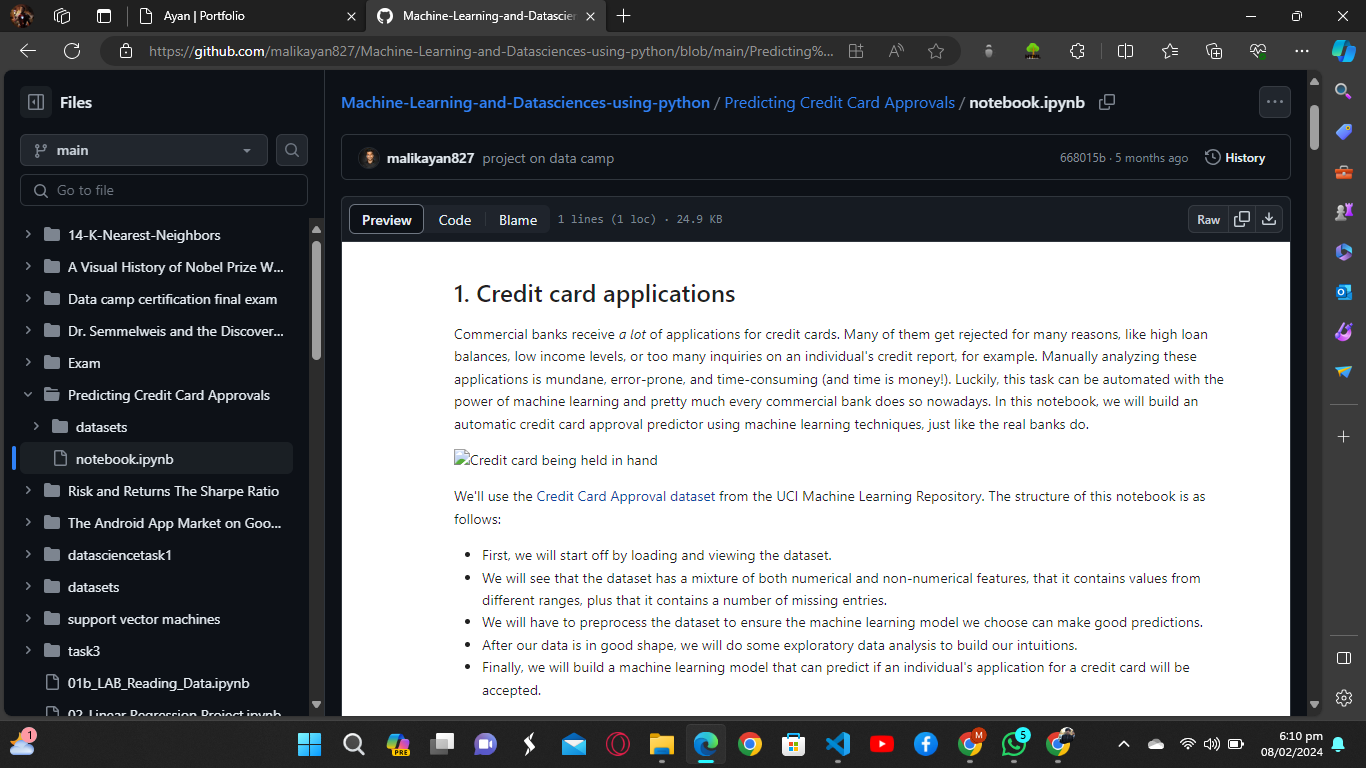 Ayan | Portfolio
Machine-Learning-and-Datascien
https://github.com/malikayan827/Machine-Learning-and-Datasciences-using-python/blob/main/Predicting%...
Files
main
Go to file
14-K-Nearest-Neighbors
A Visual History of Nobel Prize W...
Data camp certification final exam
Dr. Semmelweis and the Discover...
Exam
Predicting Credit Card Approvals
datasets
notebook.ipynb
Risk and Returns The Sharpe Ratio
The Android App Market on Goo...
datasciencetask1
datasets
support vector machines
task3
01b_LAB_Reading_Data.ipynb
02 Linear Regression Project.ipynb
Machine-Learning-and-Datasciences-using-python / Predicting Credit Card Approvals / notebook.ipynb
malikayan827 project on data camp
668015b · 5 months ago
History
Preview
Code
Blame
1 lines (1 loc) · 24.9 KB
Raw
1. Credit card applications
Commercial banks receive a lot of applications for credit cards. Many of them get rejected for many reasons, like high loan
balances, low income levels, or too many inquiries on an individual's credit report, for example. Manually analyzing these
applications is mundane, error-prone, and time-consuming (and time is money!). Luckily, this task can be automated with the
power of machine learning and pretty much every commercial bank does so nowadays. In this notebook, we will build an
automatic credit card approval predictor using machine learning techniques, just like the real banks do.
Credit card being held in hand
We'll use the Credit Card Approval dataset from the UCI Machine Learning Repository. The structure of this notebook is as
follows:
• First, we will start off by loading and viewing the dataset.
• We will see that the dataset has a mixture of both numerical and non-numerical features, that it contains values from
different ranges, plus that it contains a number of missing entries.
• We will have to preprocess the dataset to ensure the machine learning model we choose can make good predictions.
• After our data is in good shape, we will do some exploratory data analysis to build our intuitions.
• Finally, we will build a machine learning model that can predict if an individual's application for a credit card will be
accepted.
1
PRE
M
5
6:10 pm
08/02/2024